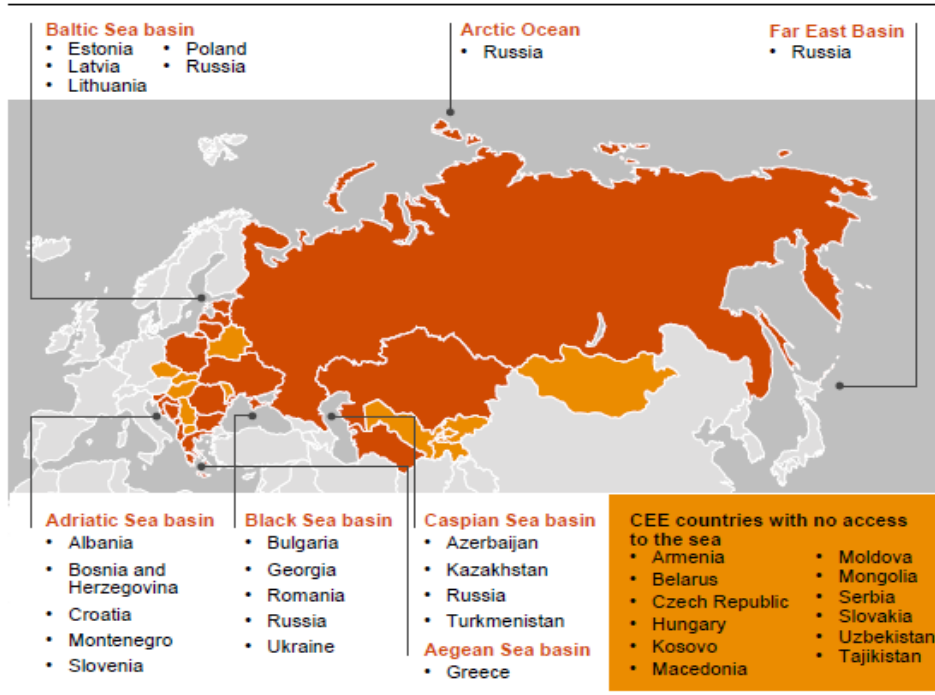 Baltic Sea basin
• Estonia
• Latvia
• Lithuania
• Poland
• Russia
Arctic Ocean
• Russia
Far East Basin
• Russia
Adriatic Sea basin
• Albania
• Bosnia and
Herzegovina
• Croatia
• Montenegro
• Slovenia
Black Sea basin
• Bulgaria
• Georgia
• Romania
• Russia
• Ukraine
Caspian Sea basin
• Azerbaijan
• Kazakhstan
• Russia
• Turkmenistan
Aegean Sea basin
• Greece
CEE countries with no access
to the sea
• Armenia
• Belarus
• Czech Republic
• Hungary
• Kosovo
• Macedonia
• Moldova
• Mongolia
• Serbia
• Slovakia
• Uzbekistan
• Tajikistan